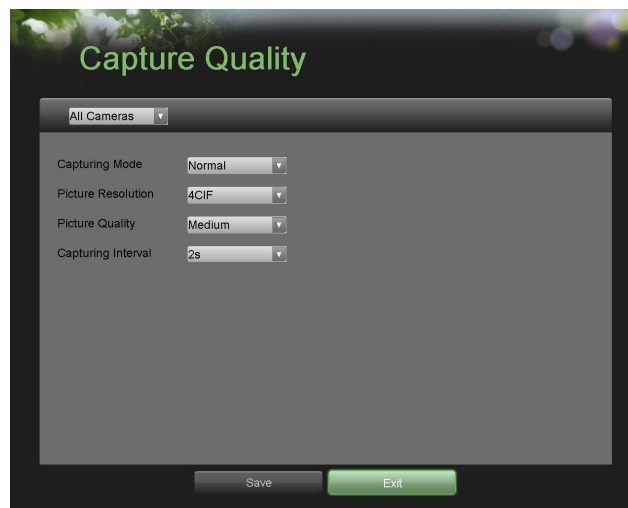 Capture Quality
All Cameras
Capturing Mode Normal
Picture Resolution 4CIF
Picture Quality Medium
Capturing Interval 2s
Save Exit